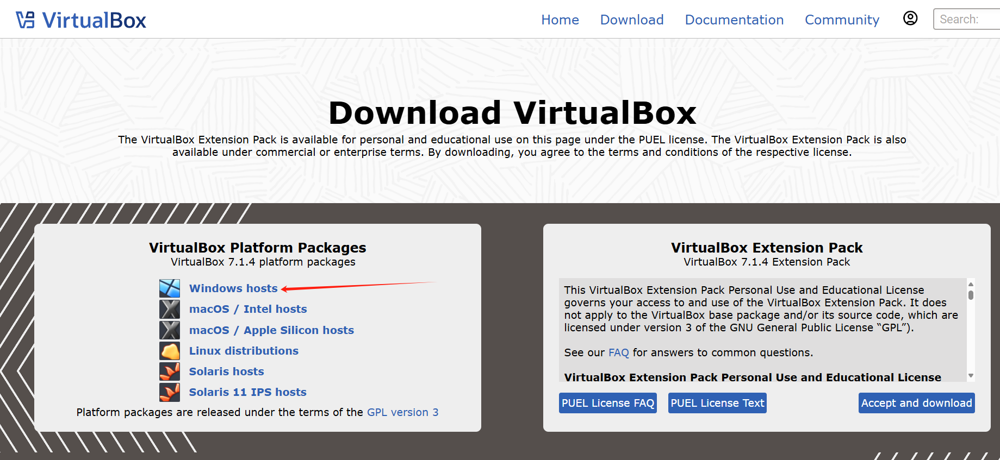 VirtualBox
Home
Download
Documentation
Community
Search:
Download VirtualBox
The VirtualBox Extension Pack is available for personal and educational use on this page under the PUEL license. The VirtualBox Extension Pack is also
available under commercial or enterprise terms. By downloading, you agree to the terms and conditions of the respective license.
VirtualBox Platform Packages
VirtualBox 7.1.4 platform packages
Windows hosts
macOS / Intel hosts
macOS / Apple Silicon hosts
Linux distributions
Solaris hosts
Solaris 11 IPS hosts
Platform packages are released under the terms of the GPL version 3
VirtualBox Extension Pack
VirtualBox 7.1.4 Extension Pack
This VirtualBox Extension Pack Personal Use and Educational License
governs your access to and use of the VirtualBox Extension Pack. It does
not apply to the VirtualBox base package and/or its source code, which are
licensed under version 3 of the GNU General Public License “GPL”).
See our FAQ for answers to common questions.
VirtualBox Extension Pack Personal Use and Educational License
PUEL License FAQ
PUEL License Text
Accept and download